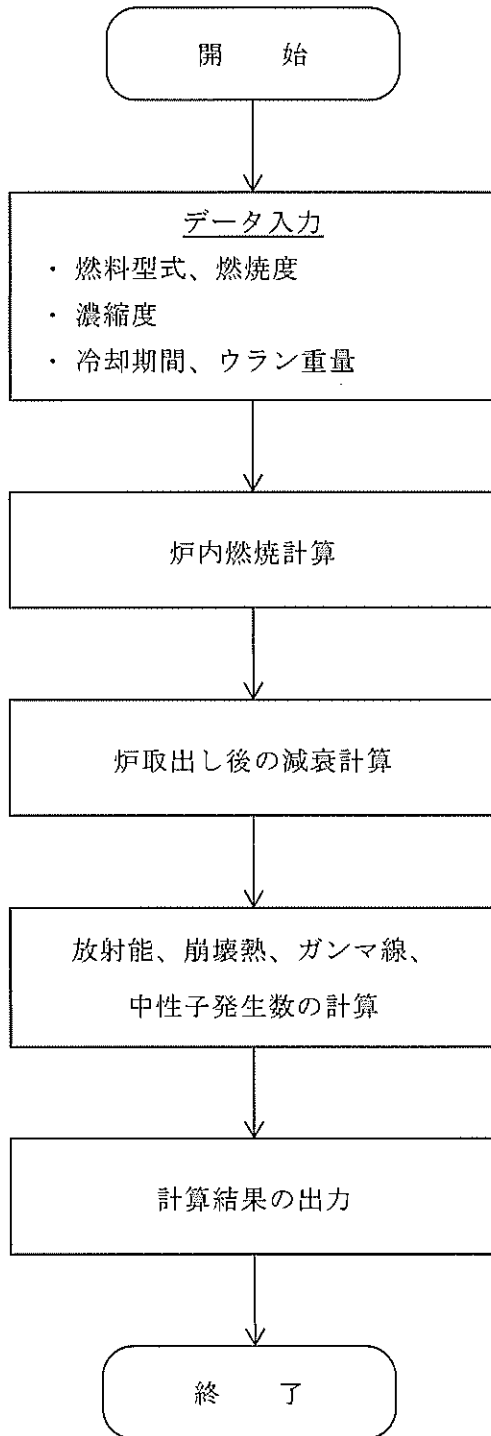 開　　始
データ入力
・ 燃料型式、燃焼度
・ 濃縮度
・ 冷却期間、ウラン重量
炉内燃焼計算
炉取出し後の減衰計算
放射能、崩壊熱、ガンマ線、
中性子発生数の計算
計算結果の出力
終　　了